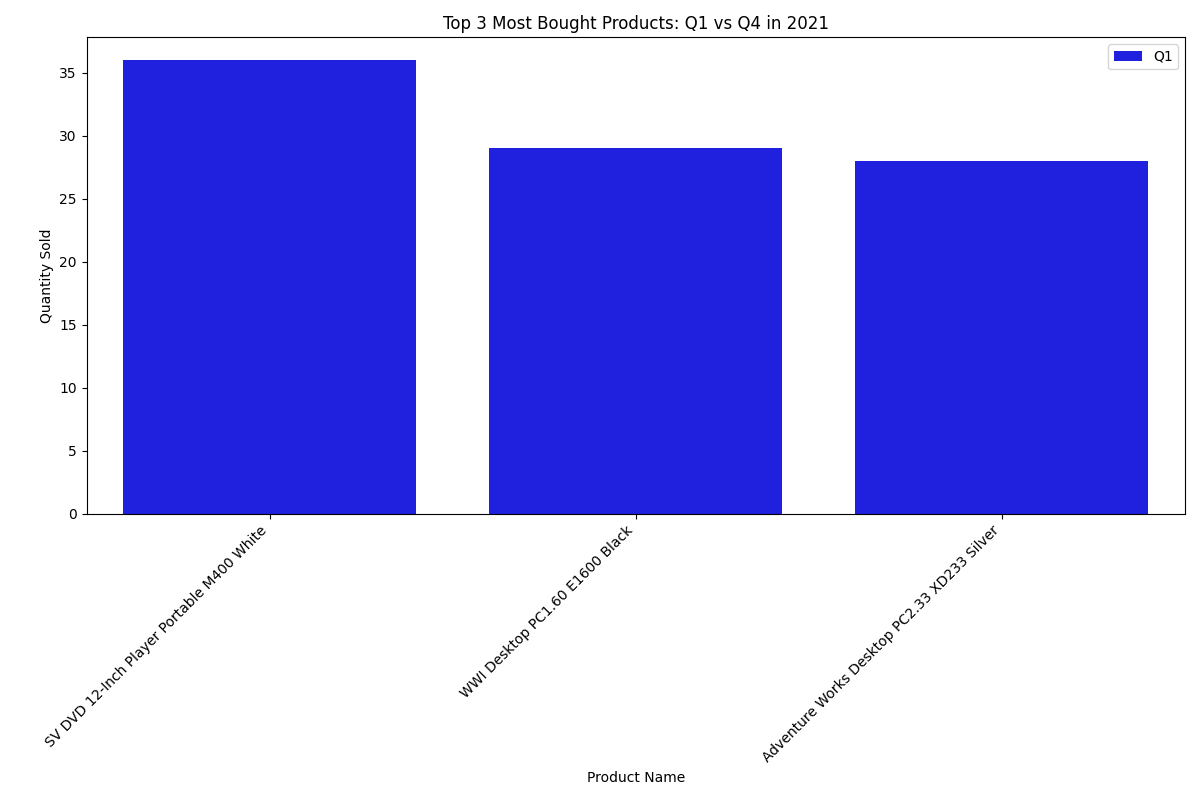 Top 3 Most Bought Products: Q1 vs Q4 in 2021
Q1
Quantity Sold
35
30
25
20
15
10
5
0
SV DVD 12-Inch Player Portable M400 White
WWI Desktop PC1.60 E1600 Black
Adventure Works Desktop PC2.33 XD233 Silver
Product Name